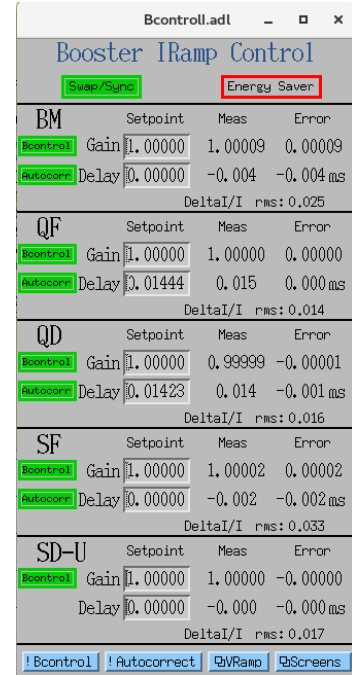 Bcontroll.adl
Booster IRamp Control
Swap/Sync Energy Saver
BM Setpoint Meas Error
Bcontrol Gain 1.00000 1.00009 0.00009
Autocorr Delay 0.00000 -0.004 -0.004 ms
DeltaI/I rms: 0.025
QF Setpoint Meas Error
Bcontrol Gain 1.00000 1.00000 0.00000
Autocorr Delay 0.01444 0.015 0.000 ms
DeltaI/I rms: 0.014
QD Setpoint Meas Error
Bcontrol Gain 1.00000 0.99999 -0.00001
Autocorr Delay 0.01423 0.014 -0.001 ms
DeltaI/I rms: 0.016
SF Setpoint Meas Error
Bcontrol Gain 1.00000 1.00002 0.00002
Autocorr Delay 0.00000 -0.002 -0.002 ms
DeltaI/I rms: 0.033
SD-U Setpoint Meas Error
Bcontrol Gain 1.00000 1.00000 -0.00000
Delay 0.00000 -0.000 -0.000 ms
DeltaI/I rms: 0.017
! Bcontrol ! Autocorrect VRamp Screens